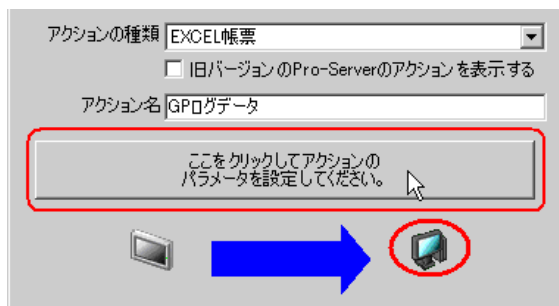 アクションの種類 EXCEL帳票
旧バージョンのPro-Serverのアクションを表示する
アクション名 GPログデータ
ここをクリックしてアクションの
パラメータを設定してください。